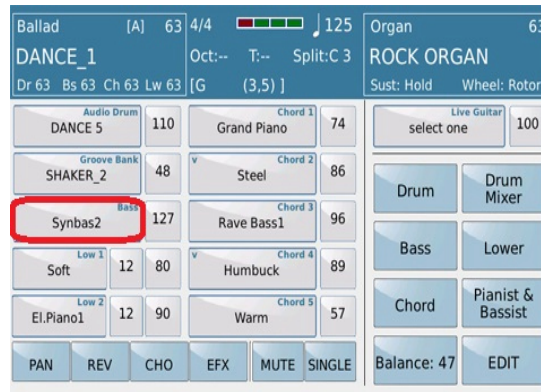 Ballad [A] 63 4/4 125 Organ 63
DANCE_1 Oct:-- T:-- Split:C 3 ROCK ORGAN
Dr 63 Bs 63 Ch 63 Lw 63 [G (3,5) ] Sust: Hold Wheel: Rotor
Audio Drum
DANCE 5 110
Chord 1
Grand Piano 74
Live Guitar
select one 100
Groove Bank
SHAKER_2 48
v Chord 2
Steel 86
Drum
Drum Mixer
Bass
Synbas2 127
Chord 3
Rave Bass1 96
Bass
Lower
Low 1
Soft 12 80
v Chord 4
Humbuck 89
Low 2
El.Piano1 12 90
Chord 5
Warm 57
Chord
Pianist &
Bassist
PAN REV CHO EFX MUTE SINGLE Balance: 47 EDIT